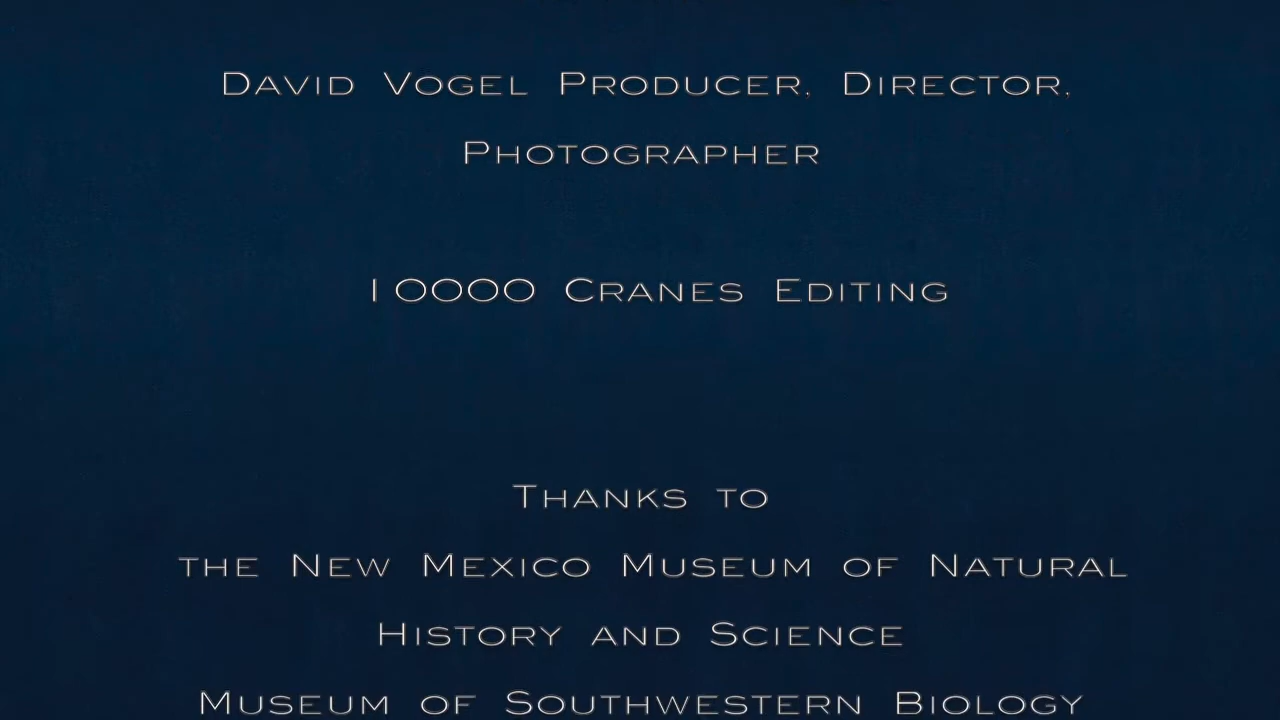 David Vogel Producer, Director,
Photographer
10000 Cranes Editing
Thanks to
the New Mexico Museum of Natural
History and Science
Museum of Southwestern Biology